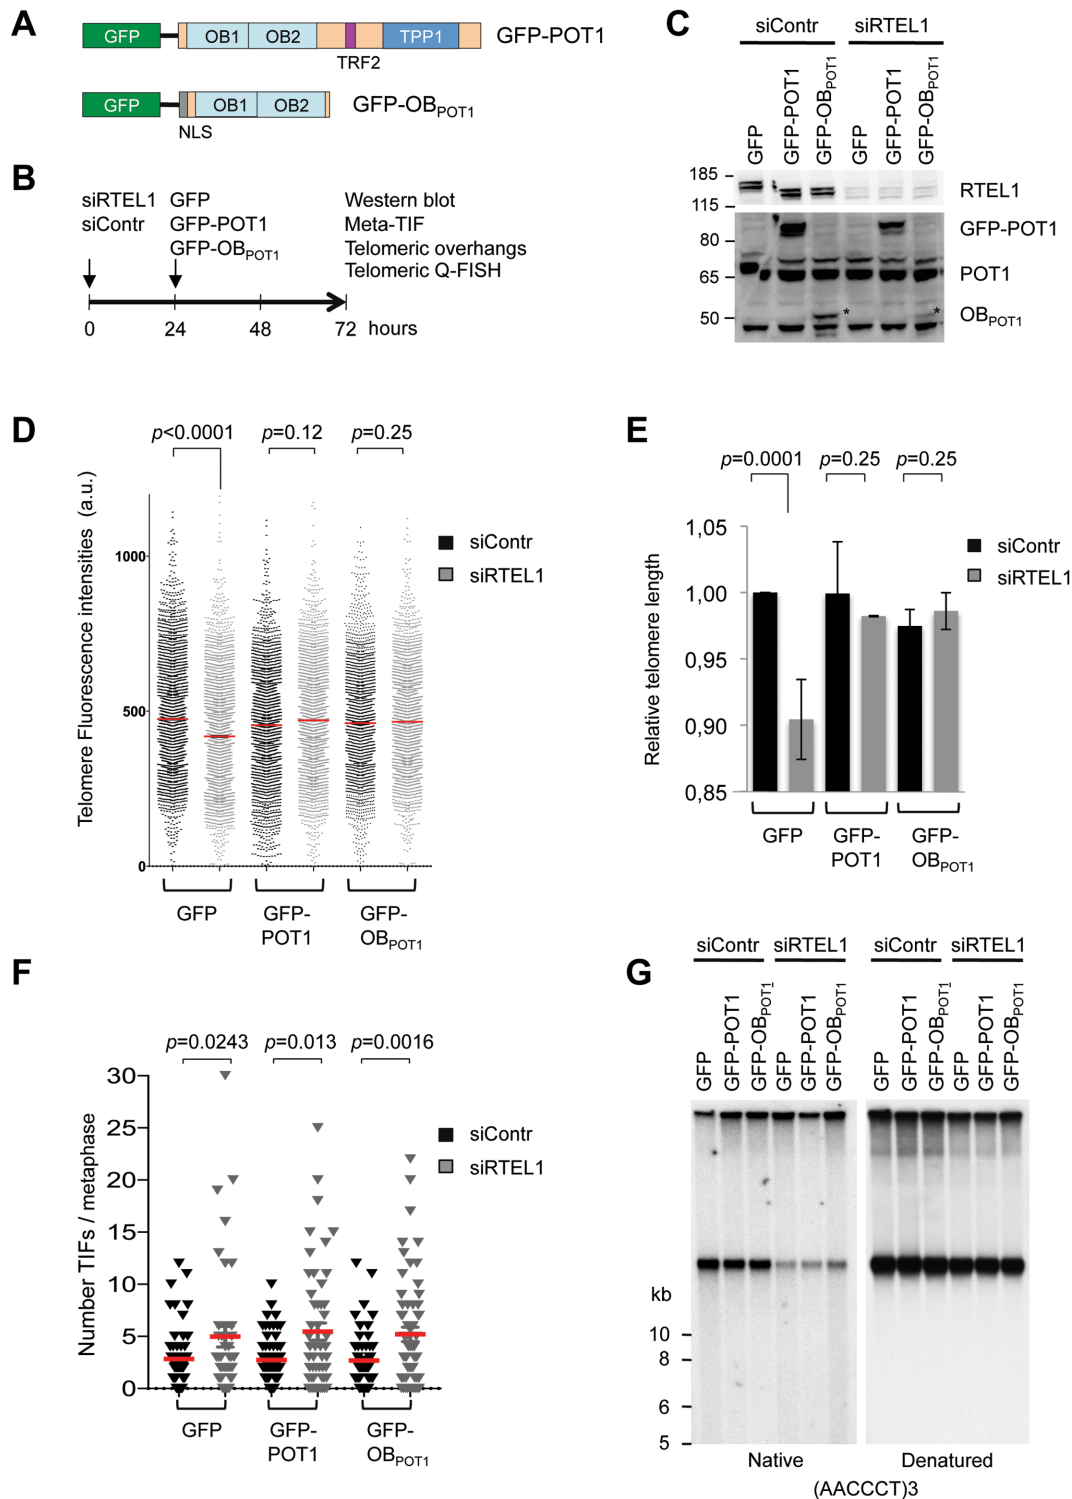 A
GFP OB1 OB2 TPP1 GFP-POT1
TRF2
GFP OB1 OB2 GFP-OBPOT1
NLS
B
siRTEL1 GFP Western blot
siContr GFP-POT1 Meta-TIF
GFP-OBPOT1 Telomeric overhangs
Telomeric Q-FISH
0 24 48 72 hours
C
siContr siRTEL1
GFP
GFP-POT1
GFP-OBPOT1
GFP
GFP-POT1
GFP-OBPOT1
185
115
80
65
50
RTEL1
GFP-POT1
POT1
OBPOT1
* *
D
p<0.0001 p=0.12 p=0.25
Telomere Fluorescence intensities (a.u.)
1000
500
0
siContr
siRTEL1
GFP
GFP-POT1
GFP-OBPOT1
E
p=0.0001 p=0.25 p=0.25
Relative telomere length
1,05
1,00
0,95
0,90
0,85
siContr
siRTEL1
GFP
GFP-POT1
GFP-OBPOT1
F
p=0.0243 p=0.013 p=0.0016
Number TIFs / metaphase
30
25
20
15
10
5
0
siContr
siRTEL1
GFP
GFP-POT1
GFP-OBPOT1
G
siContr siRTEL1 siContr siRTEL1
GFP
GFP-POT1
GFP-OBPOT1
GFP
GFP-POT1
GFP-OBPOT1
GFP
GFP-POT1
GFP-OBPOT1
GFP
GFP-POT1
GFP-OBPOT1
kb
10
8
6
5
Native Denatured
(AACCCT)3